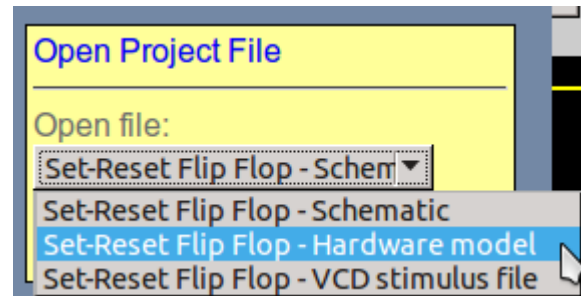 Open Project File
Open file:
Set-Reset Flip Flop - Schem
Set-Reset Flip Flop - Schematic
Set-Reset Flip Flop - Hardware model
Set-Reset Flip Flop - VCD stimulus file